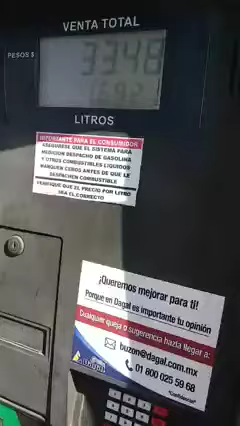 VENTA TOTAL
PESOS $
3348
LITROS
IMPORTANTE PARA EL CONSUMIDOR
ASEGURESE QUE EL SISTEMA PARA
MEDICION DESPACHO DE GASOLINA
Y OTROS COMBUSTIBLES LIQUIDOS
MARQUEN CEROS ANTES DE QUE LE
DESPACHEN COMBUSTIBLE
VERIFIQUE QUE EL PRECIO POR LITRO
SEA EL CORRECTO
¡Queremos mejorar para ti!
Porque en Dagal es importante tu opinión
Cualquier queja o sugerencia hazla llegar a:
buzon@dagal.com.mx
01 800 025 59 68